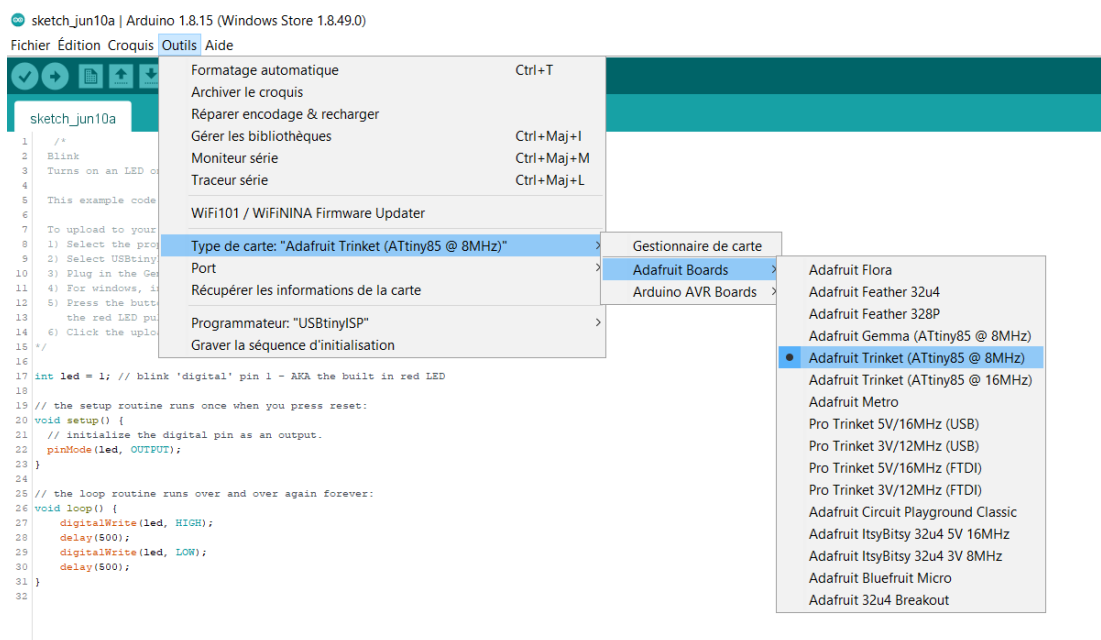 sketch_jun10a | Arduino 1.8.15 (Windows Store 1.8.49.0)
Fichier Édition Croquis Outils Aide
Formatage automatique Ctrl+T
Archiver le croquis
Réparer encodage & recharger
Gérer les bibliothèques Ctrl+Maj+I
Moniteur série Ctrl+Maj+M
Traceur série Ctrl+Maj+L
WiFi101 / WiFiNINA Firmware Updater
Type de carte: "Adafruit Trinket (ATtiny85 @ 8MHz)"
Port
Récupérer les informations de la carte
Programmateur: "USBtinyISP"
Graver la séquence d'initialisation
Gestionnaire de carte
Adafruit Boards
Arduino AVR Boards
Adafruit Flora
Adafruit Feather 32u4
Adafruit Feather 328P
Adafruit Gemma (ATtiny85 @ 8MHz)
Adafruit Trinket (ATtiny85 @ 8MHz)
Adafruit Trinket (ATtiny85 @ 16MHz)
Adafruit Metro
Pro Trinket 5V/16MHz (USB)
Pro Trinket 3V/12MHz (USB)
Pro Trinket 5V/16MHz (FTDI)
Pro Trinket 3V/12MHz (FTDI)
Adafruit Circuit Playground Classic
Adafruit ItsyBitsy 32u4 5V 16MHz
Adafruit ItsyBitsy 32u4 3V 8MHz
Adafruit Bluefruit Micro
Adafruit 32u4 Breakout
sketch_jun10a
1 /*
2 Blink
3 Turns on an LED
4
5 This example code
6
7 To upload to your
8 1) Select the
9 2) Select USBtiny
10 3) Plug in the
11 4) For windows,
12 5) Press the
13 the red LED
14 6) Click the
15 */
16
17 int led = 1; // blink 'digital' pin 1 - AKA the built in red LED
18
19 // the setup routine runs once when you press reset:
20 void setup() {
21 // initialize the digital pin as an output.
22 pinMode(led, OUTPUT);
23 }
24
25 // the loop routine runs over and over again forever:
26 void loop() {
27 digitalWrite(led, HIGH);
28 delay(500);
29 digitalWrite(led, LOW);
30 delay(500);
31 }
32